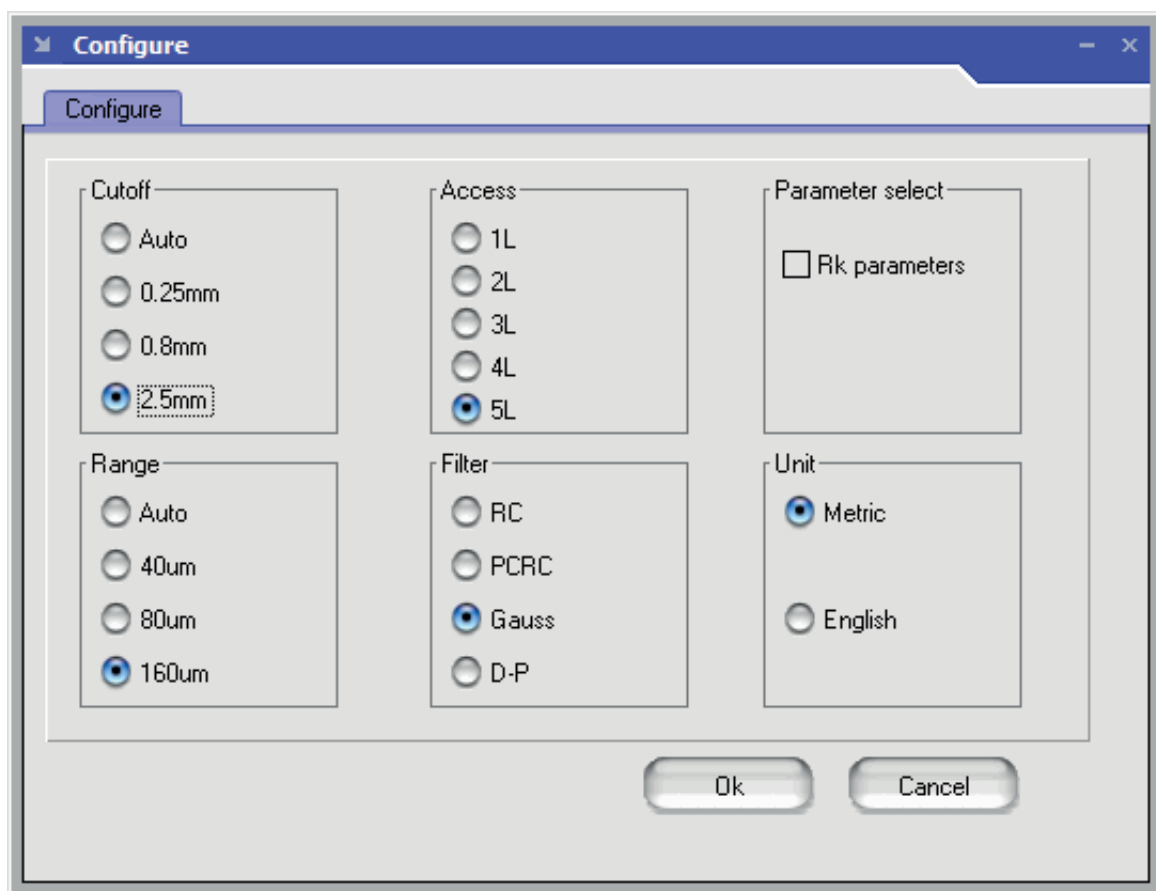 Configure
Configure
Cutoff
Auto
0.25mm
0.8mm
2.5mm
Access
1L
2L
3L
4L
5L
Parameter select
Rk parameters
Range
Auto
40um
80um
160um
Filter
RC
PCRC
Gauss
D-P
Unit
Metric
English
Ok
Cancel